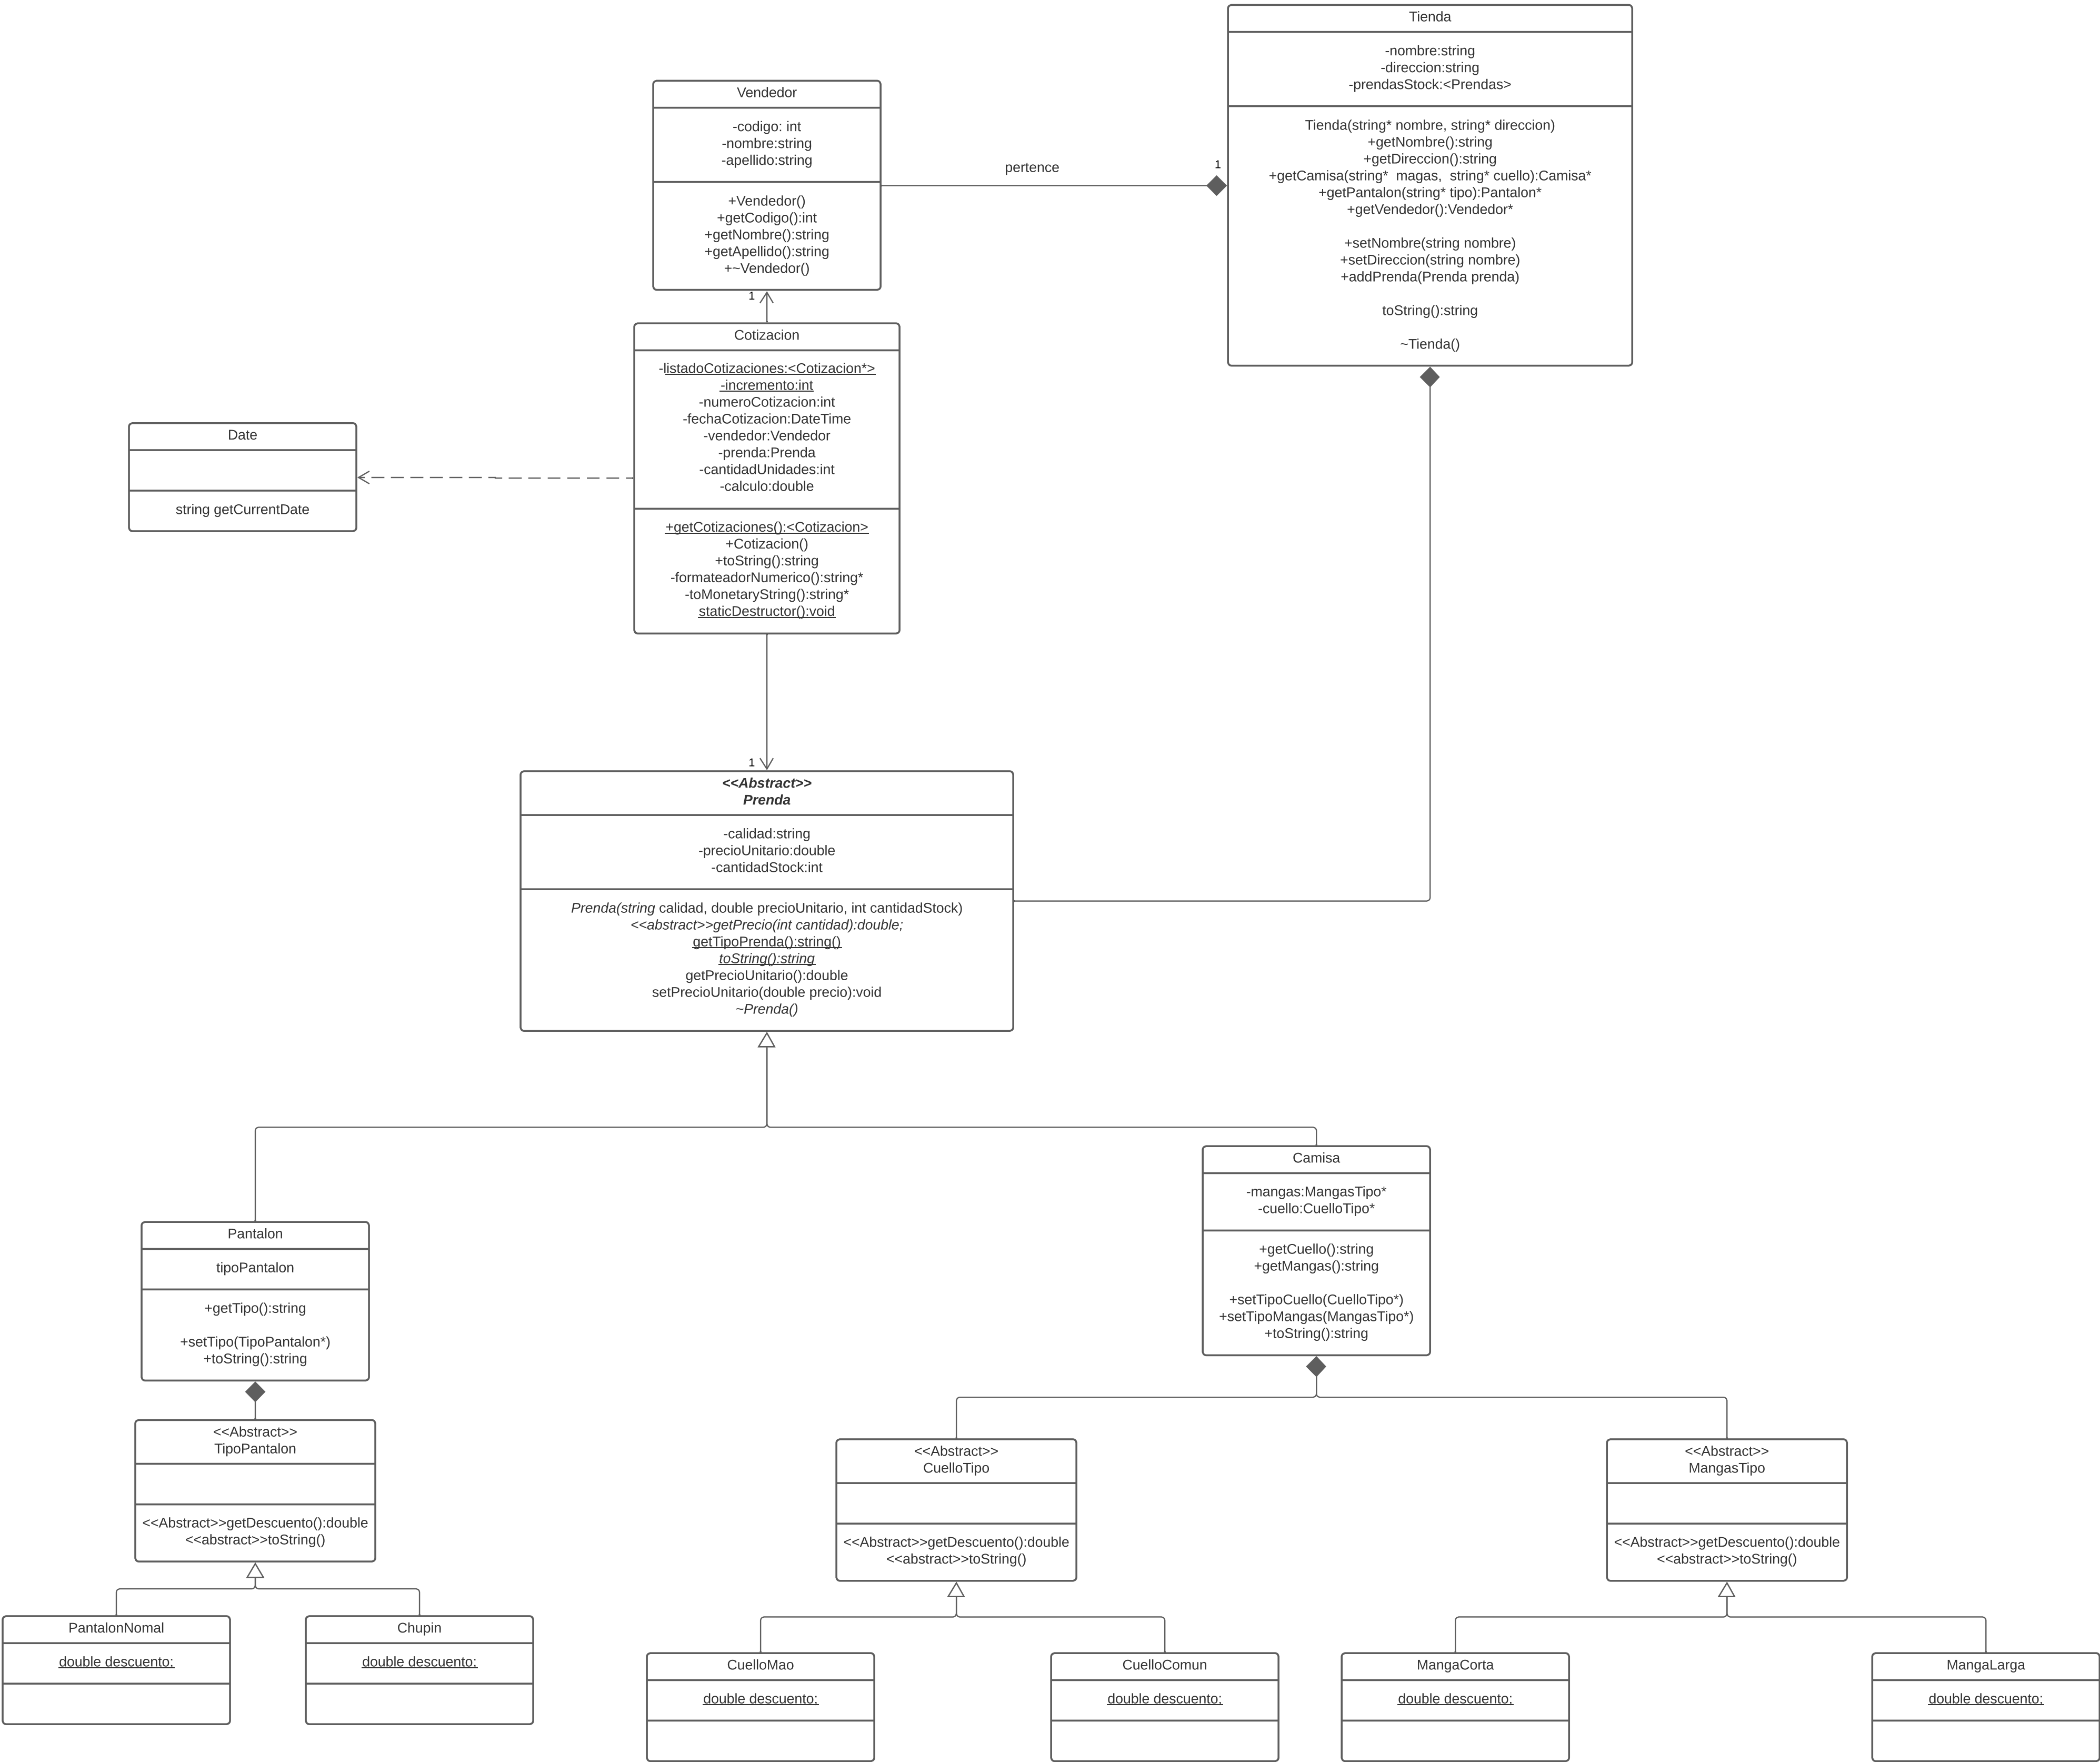 Tienda
-nombre:string
-direccion:string
-prendasStock:<Prendas>
Tienda(string* nombre, string* direccion)
+getNombre():string
+getDireccion():string
+getCamisa(string*  magas,  string* cuello):Camisa*
+getPantalon(string* tipo):Pantalon*
+getVendedor():Vendedor*
+setNombre(string nombre)
+setDireccion(string nombre)
+addPrenda(Prenda prenda)
toString():string
~Tienda()
Vendedor
-codigo: int
-nombre:string
-apellido:string
+Vendedor()
+getCodigo():int
+getNombre():string
+getApellido():string
+~Vendedor()
pertence
1
1
Cotizacion
-listadoCotizaciones:<Cotizacion*>
-incremento:int
-numeroCotizacion:int
-fechaCotizacion:DateTime
-vendedor:Vendedor
-prenda:Prenda
-cantidadUnidades:int
-calculo:double
+getCotizaciones():<Cotizacion>
+Cotizacion()
+toString():string
-formateadorNumerico():string*
-toMonetaryString():string*
staticDestructor():void
Date
string getCurrentDate
1
<<Abstract>>
Prenda
-calidad:string
-precioUnitario:double
-cantidadStock:int
Prenda(string calidad, double precioUnitario, int cantidadStock)
<<abstract>>getPrecio(int cantidad):double;
getTipoPrenda():string()
toString():string
getPrecioUnitario():double
setPrecioUnitario(double precio):void
~Prenda()
Camisa
-mangas:MangasTipo*
-cuello:CuelloTipo*
+getCuello():string
+getMangas():string
+setTipoCuello(CuelloTipo*)
+setTipoMangas(MangasTipo*)
+toString():string
Pantalon
tipoPantalon
+getTipo():string
+setTipo(TipoPantalon*)
+toString():string
<<Abstract>>
TipoPantalon
<<Abstract>>getDescuento():double
<<abstract>>toString()
<<Abstract>>
CuelloTipo
<<Abstract>>getDescuento():double
<<abstract>>toString()
<<Abstract>>
MangasTipo
<<Abstract>>getDescuento():double
<<abstract>>toString()
PantalonNomal
double descuento;
Chupin
double descuento;
CuelloMao
double descuento;
CuelloComun
double descuento;
MangaCorta
double descuento;
MangaLarga
double descuento;